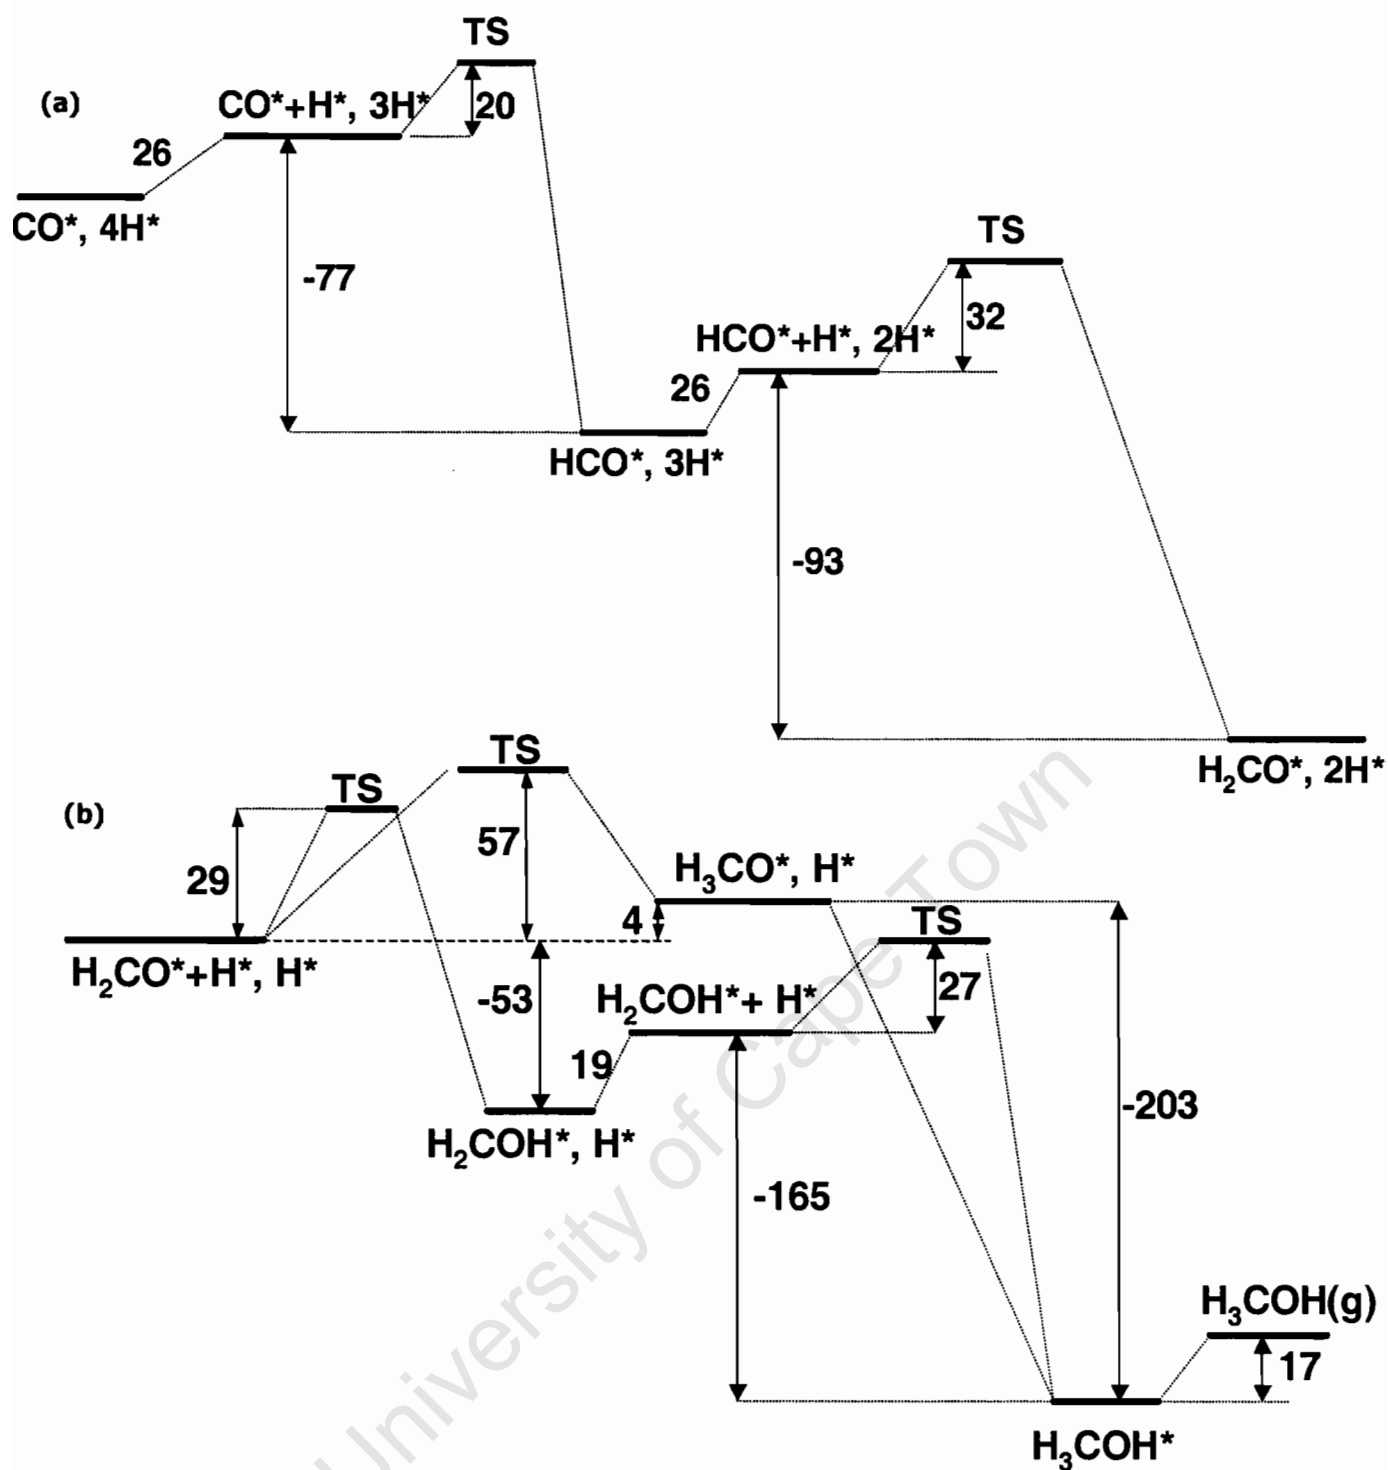 TS
(a)
CO*+H*, 3H*
20
26
CO*, 4H*
TS
-77
32
HCO*+H*, 2H*
26
HCO*, 3H*
-93
TS
H₂CO*, 2H*
TS
(b)
57
H₃CO*, H*
29
4
TS
H₂CO*+H*, H*
-53
H₂COH*+ H*
27
19
-203
H₂COH*, H*
-165
H₃COH(g)
17
H₃COH*
University of Cape Town